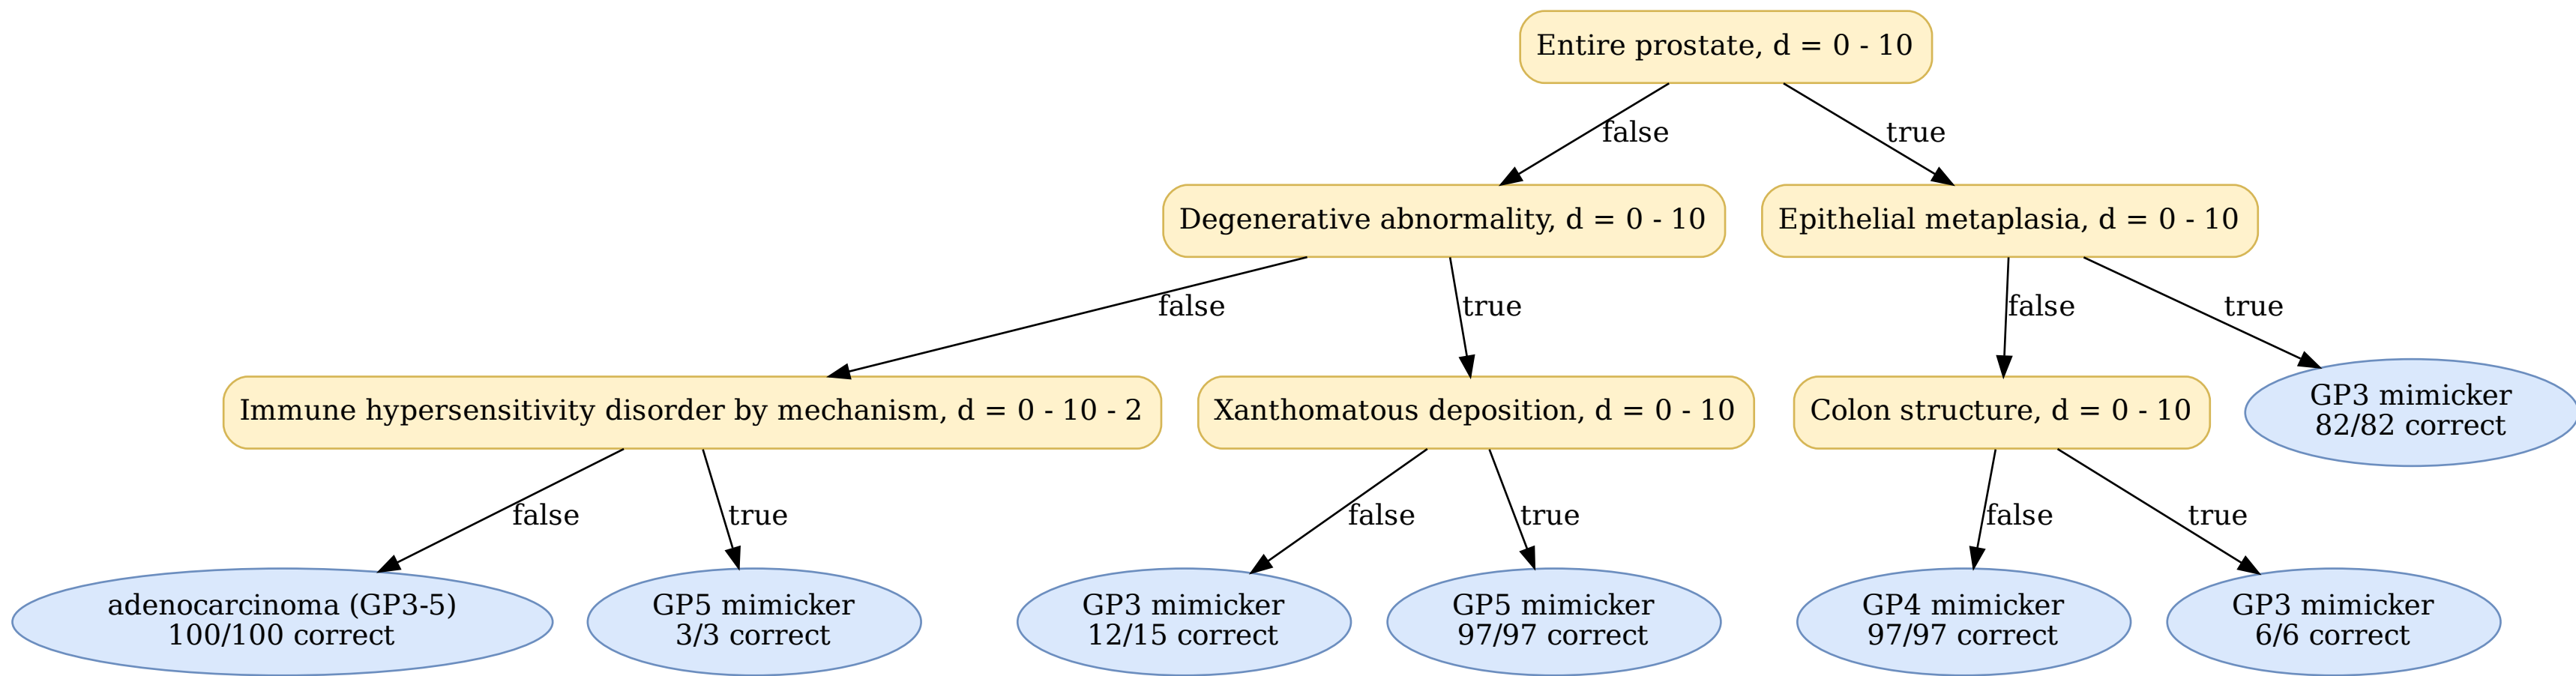 Entire prostate, d = 0 - 10
false
true
Degenerative abnormality, d = 0 - 10
Epithelial metaplasia, d = 0 - 10
false
true
false
true
Immune hypersensitivity disorder by mechanism, d = 0 - 10 - 2
Xanthomatous deposition, d = 0 - 10
Colon structure, d = 0 - 10
GP3 mimicker
82/82 correct
false
true
false
true
false
true
adenocarcinoma (GP3-5)
100/100 correct
GP5 mimicker
3/3 correct
GP3 mimicker
12/15 correct
GP5 mimicker
97/97 correct
GP4 mimicker
97/97 correct
GP3 mimicker
6/6 correct